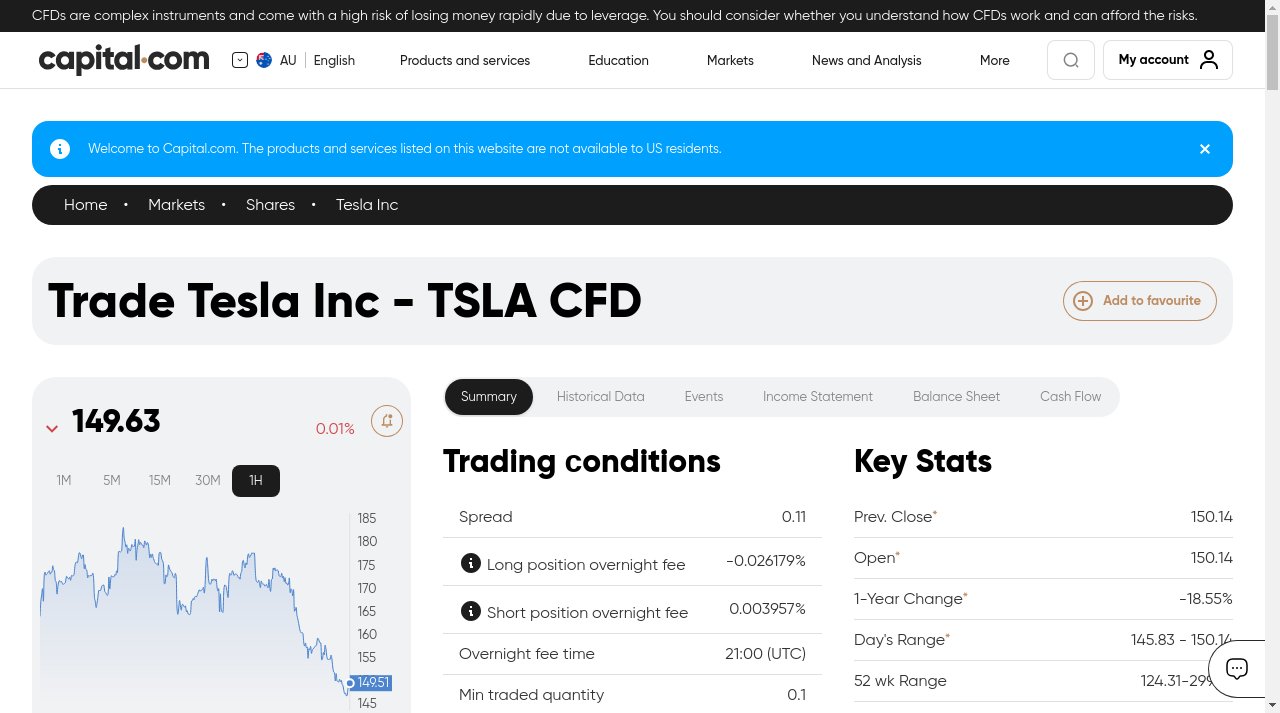 CFDs are complex instruments and come with a high risk of losing money rapidly due to leverage. You should consider whether you understand how CFDs work and can afford the risks.
capital.com
AU
English
Products and services
Education
Markets
News and Analysis
More
My account
Welcome to Capital.com. The products and services listed on this website are not available to US residents.
Home • Markets • Shares • Tesla Inc
Trade Tesla Inc - TSLA CFD
Add to favourite
149.63
0.01%
1M 5M 15M 30M 1H
185
180
175
170
165
160
155
149.51
145
Summary Historical Data Events Income Statement Balance Sheet Cash Flow
Trading conditions
Spread 0.11
Long position overnight fee -0.026179%
Short position overnight fee 0.003957%
Overnight fee time 21:00 (UTC)
Min traded quantity 0.1
Key Stats
Prev. Close* 150.14
Open* 150.14
1-Year Change* -18.55%
Day's Range* 145.83 - 150.14
52 wk Range